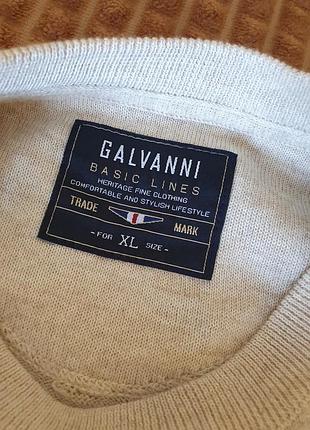 GALVANNI
BASIC LINES
HERITAGE FINE CLOTHING
COMFORTABLE AND STYLISH LIFESTYLE
TRADE MARK
- FOR XL SIZE -